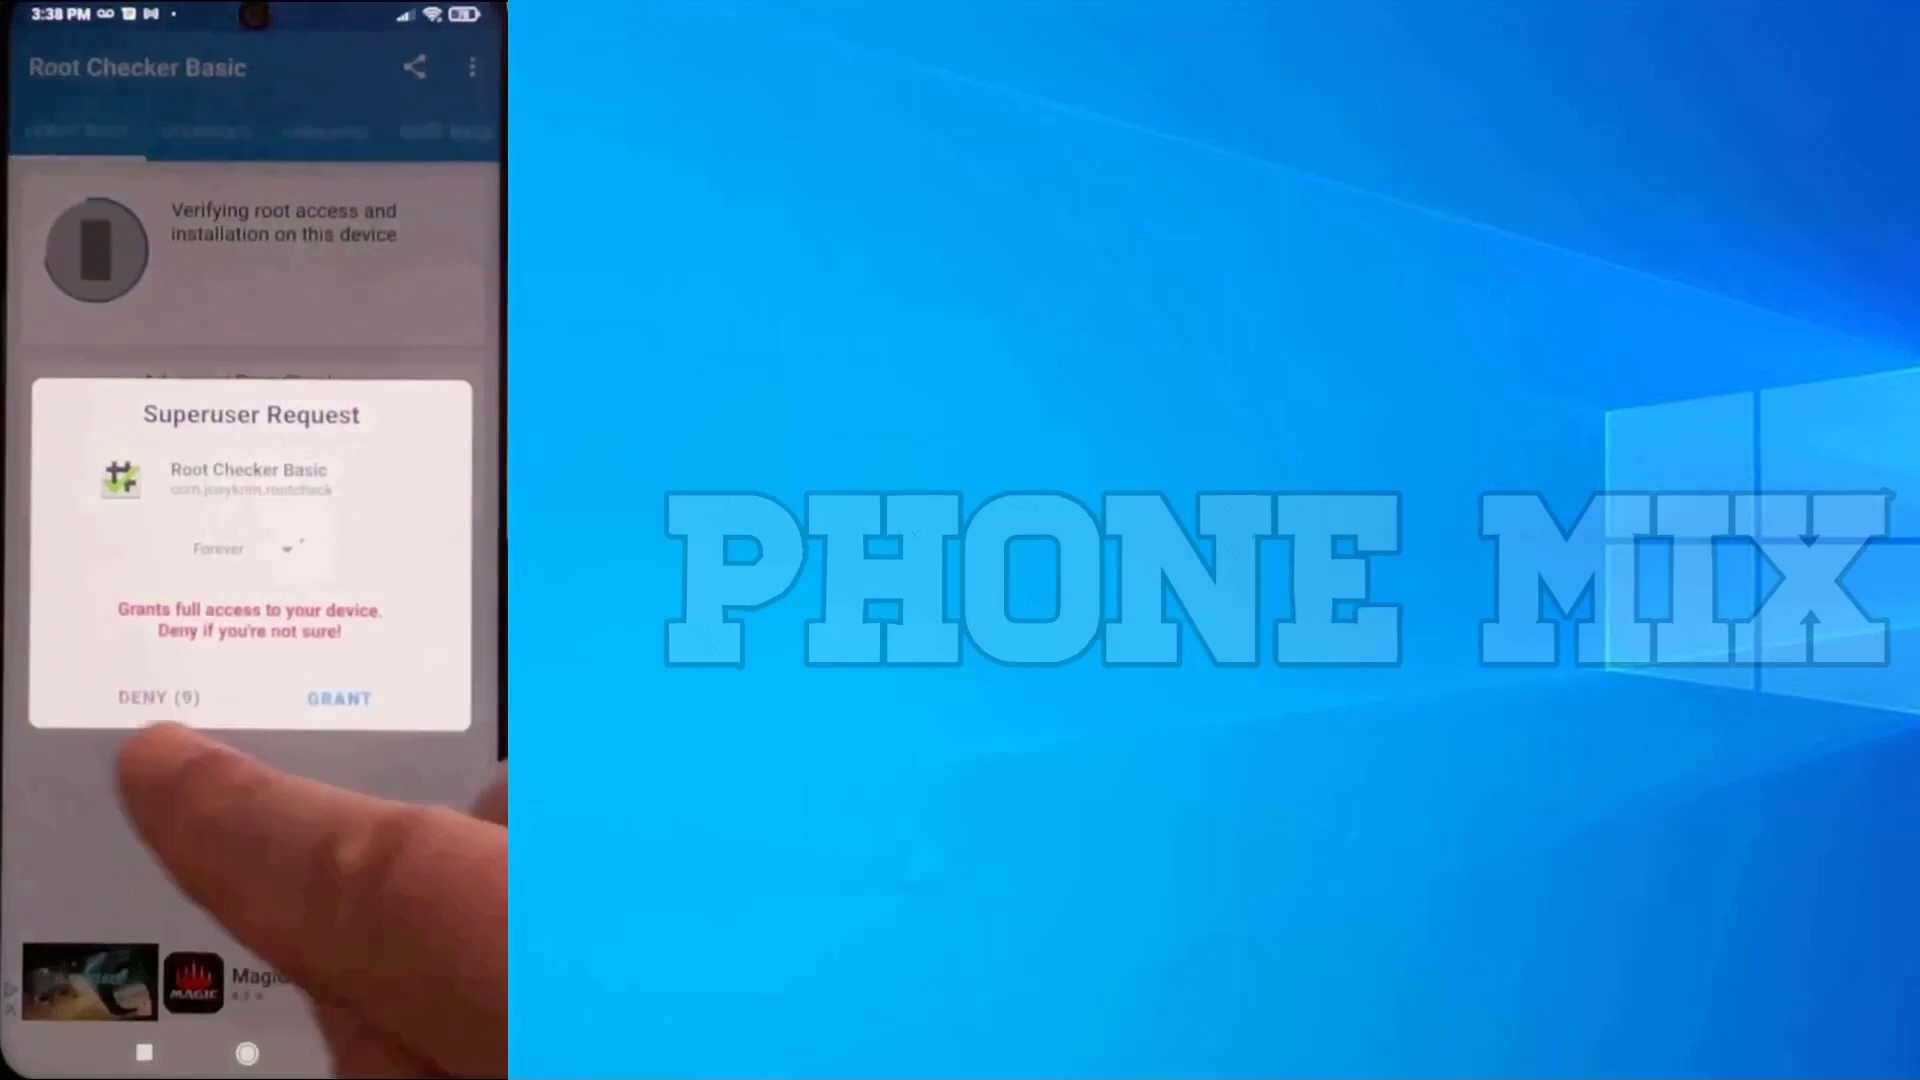 3:38 PM
Root Checker Basic
Verifying root access and
installation on this device
Superuser Request
Root Checker Basic
com.joeykrim.rootcheck
Forever
Grants full access to your device.
Deny if you're not sure!
DENY (9)
GRANT
MAGIC
PHONE MIX